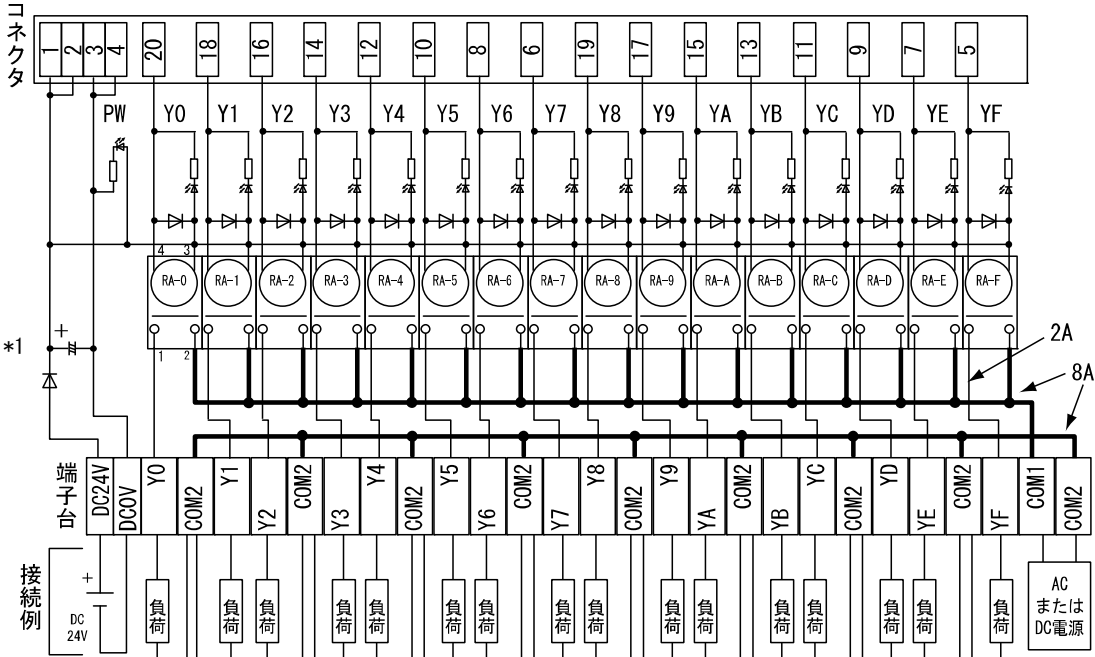 コネクタ
1 2 3 4 20 18 16 14 12 10 8 6 19 17 15 13 11 9 7 5
PW Y0 Y1 Y2 Y3 Y4 Y5 Y6 Y7 Y8 Y9 YA YB YC YD YE YF
4 3
RA-0 RA-1 RA-2 RA-3 RA-4 RA-5 RA-6 RA-7 RA-8 RA-9 RA-A RA-B RA-C RA-D RA-E RA-F
+
*1
1 2
2A
8A
端子台
DC24V DC0V Y0 COM2 Y1 Y2 COM2 Y3 Y4 COM2 Y5 Y6 COM2 Y7 Y8 COM2 Y9 YA COM2 YB YC COM2 YD YE COM2 YF COM1 COM2
接続例
+
DC
24V
負荷 負荷 負荷 負荷 負荷 負荷 負荷 負荷 負荷 負荷 負荷 負荷 負荷 負荷 負荷 負荷
AC
または
DC電源